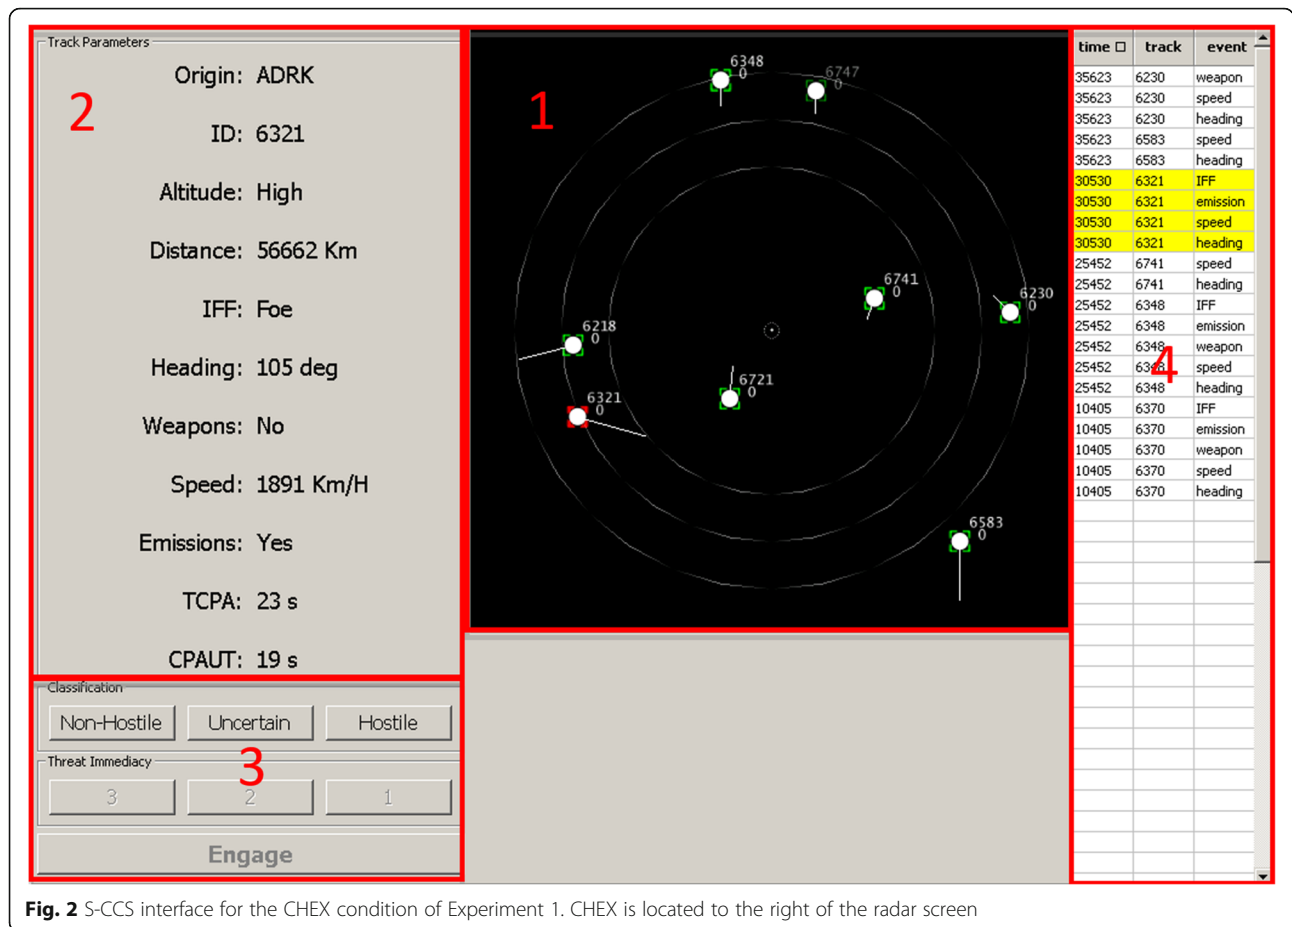 Track Parameters
2
Origin: ADRK
ID: 6321
Altitude: High
Distance: 56662 Km
IFF: Foe
Heading: 105 deg
Weapons: No
Speed: 1891 Km/H
Emissions: Yes
TCPA: 23 s
CPAUT: 19 s
Classification
Non-Hostile Uncertain Hostile
3
Threat Immediacy
3 2 1
Engage
1
6348
0
6747
0
6741
0
6230
0
6218
0
6721
0
6321
0
6583
0
time track event
35623 6230 weapon
35623 6230 speed
35623 6230 heading
35623 6583 speed
35623 6583 heading
30530 6321 IFF
30530 6321 emission
30530 6321 speed
30530 6321 heading
25452 6741 speed
25452 6741 heading
25452 6348 IFF
25452 6348 emission
25452 6348 weapon
25452 6348 speed
25452 6348 heading
10405 6370 IFF
10405 6370 emission
10405 6370 weapon
10405 6370 speed
10405 6370 heading
4
Fig. 2 S-CCS interface for the CHEX condition of Experiment 1. CHEX is located to the right of the radar screen